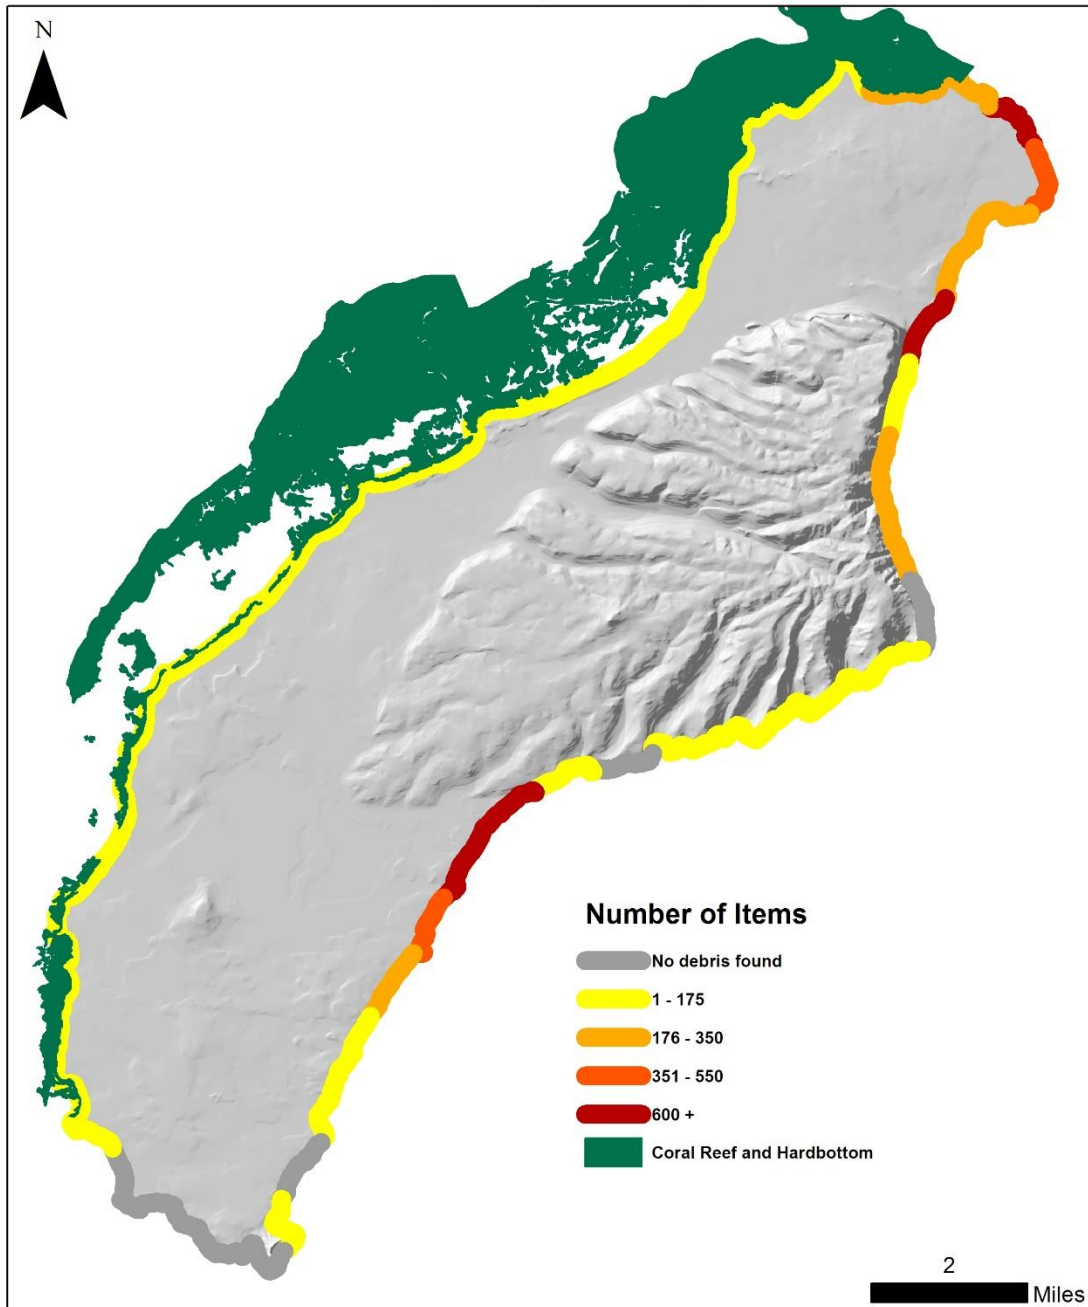 N
Number of Items
No debris found
1 - 175
176 - 350
351 - 550
600 +
Coral Reef and Hardbottom
2
Miles